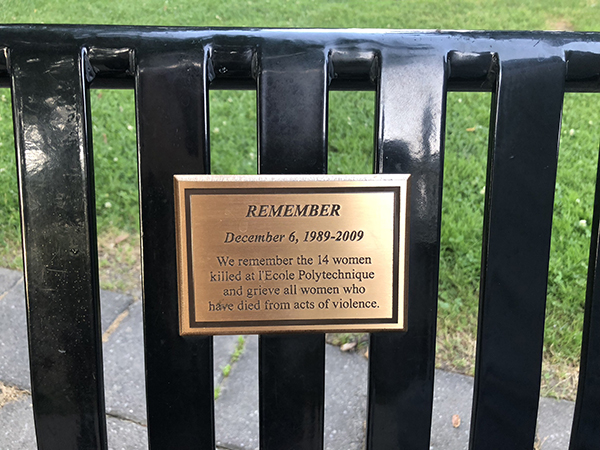 REMEMBER
December 6, 1989-2009
We remember the 14 women
killed at l'Ecole Polytechnique
and grieve all women who
have died from acts of violence.